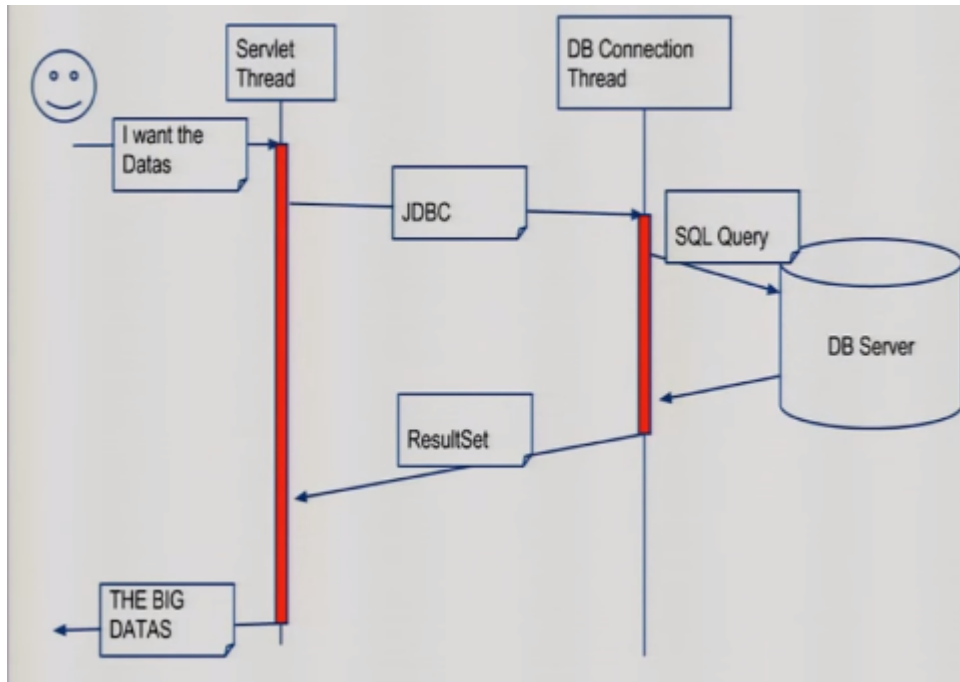 Servlet
Thread
DB Connection
Thread
I want the
Datas
JDBC
SQL Query
DB Server
ResultSet
THE BIG
DATAS